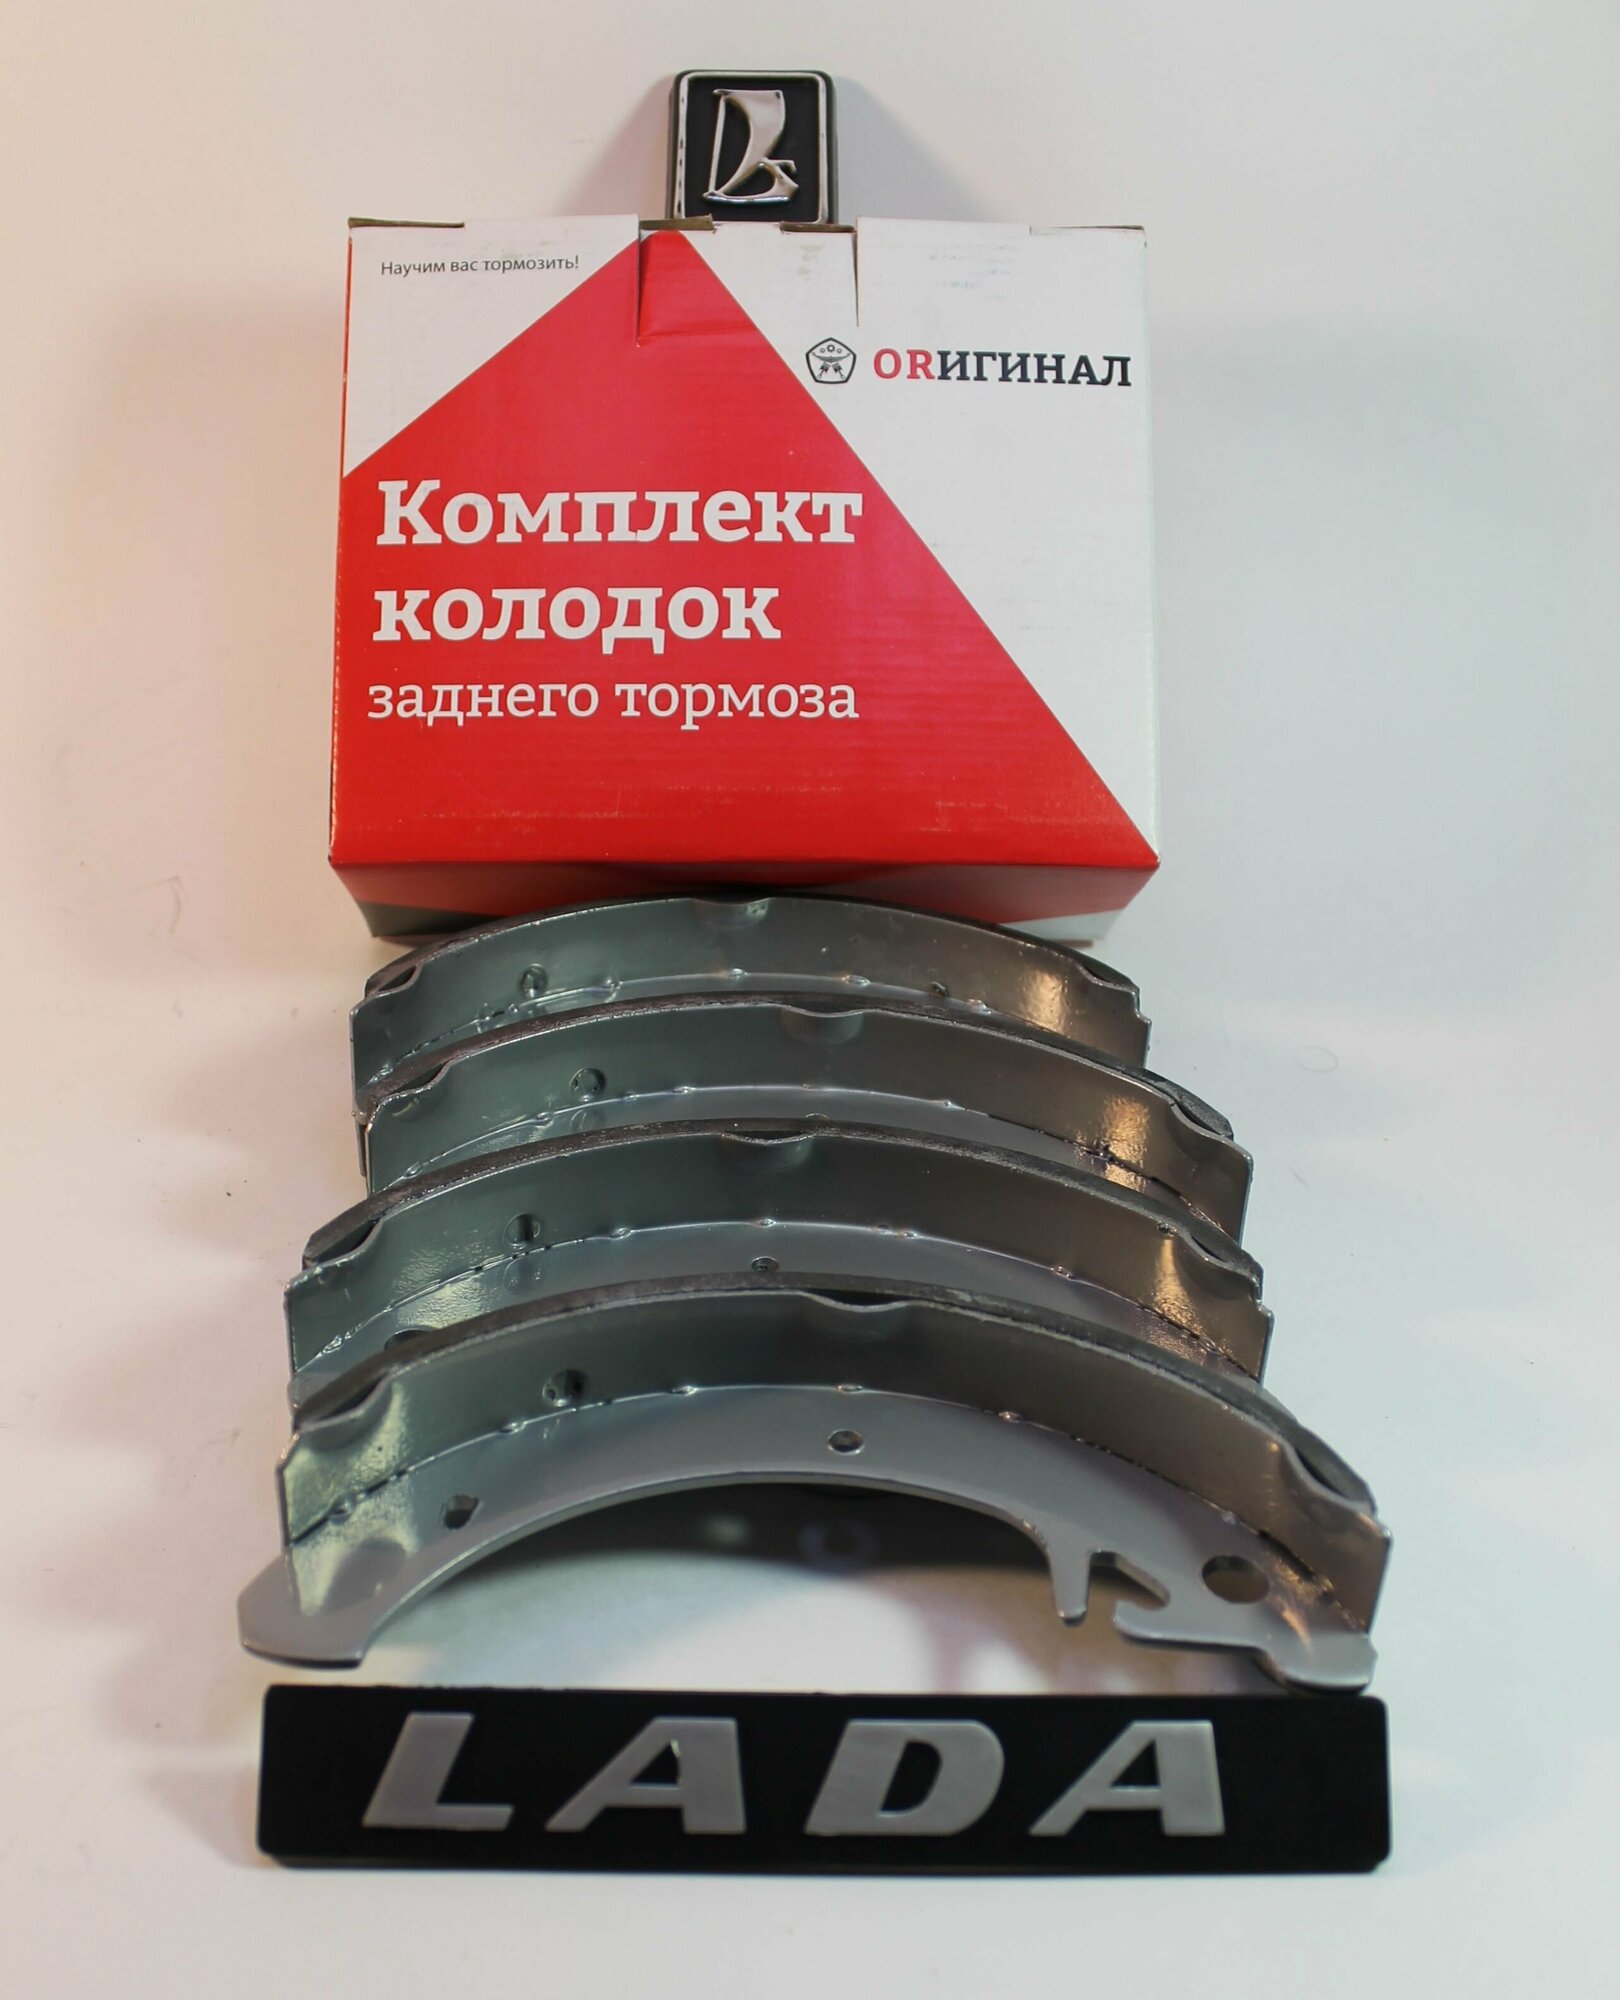 Научим вас тормозить!
ORИГИНАЛ
Комплект
колодок
заднего тормоза
LADA